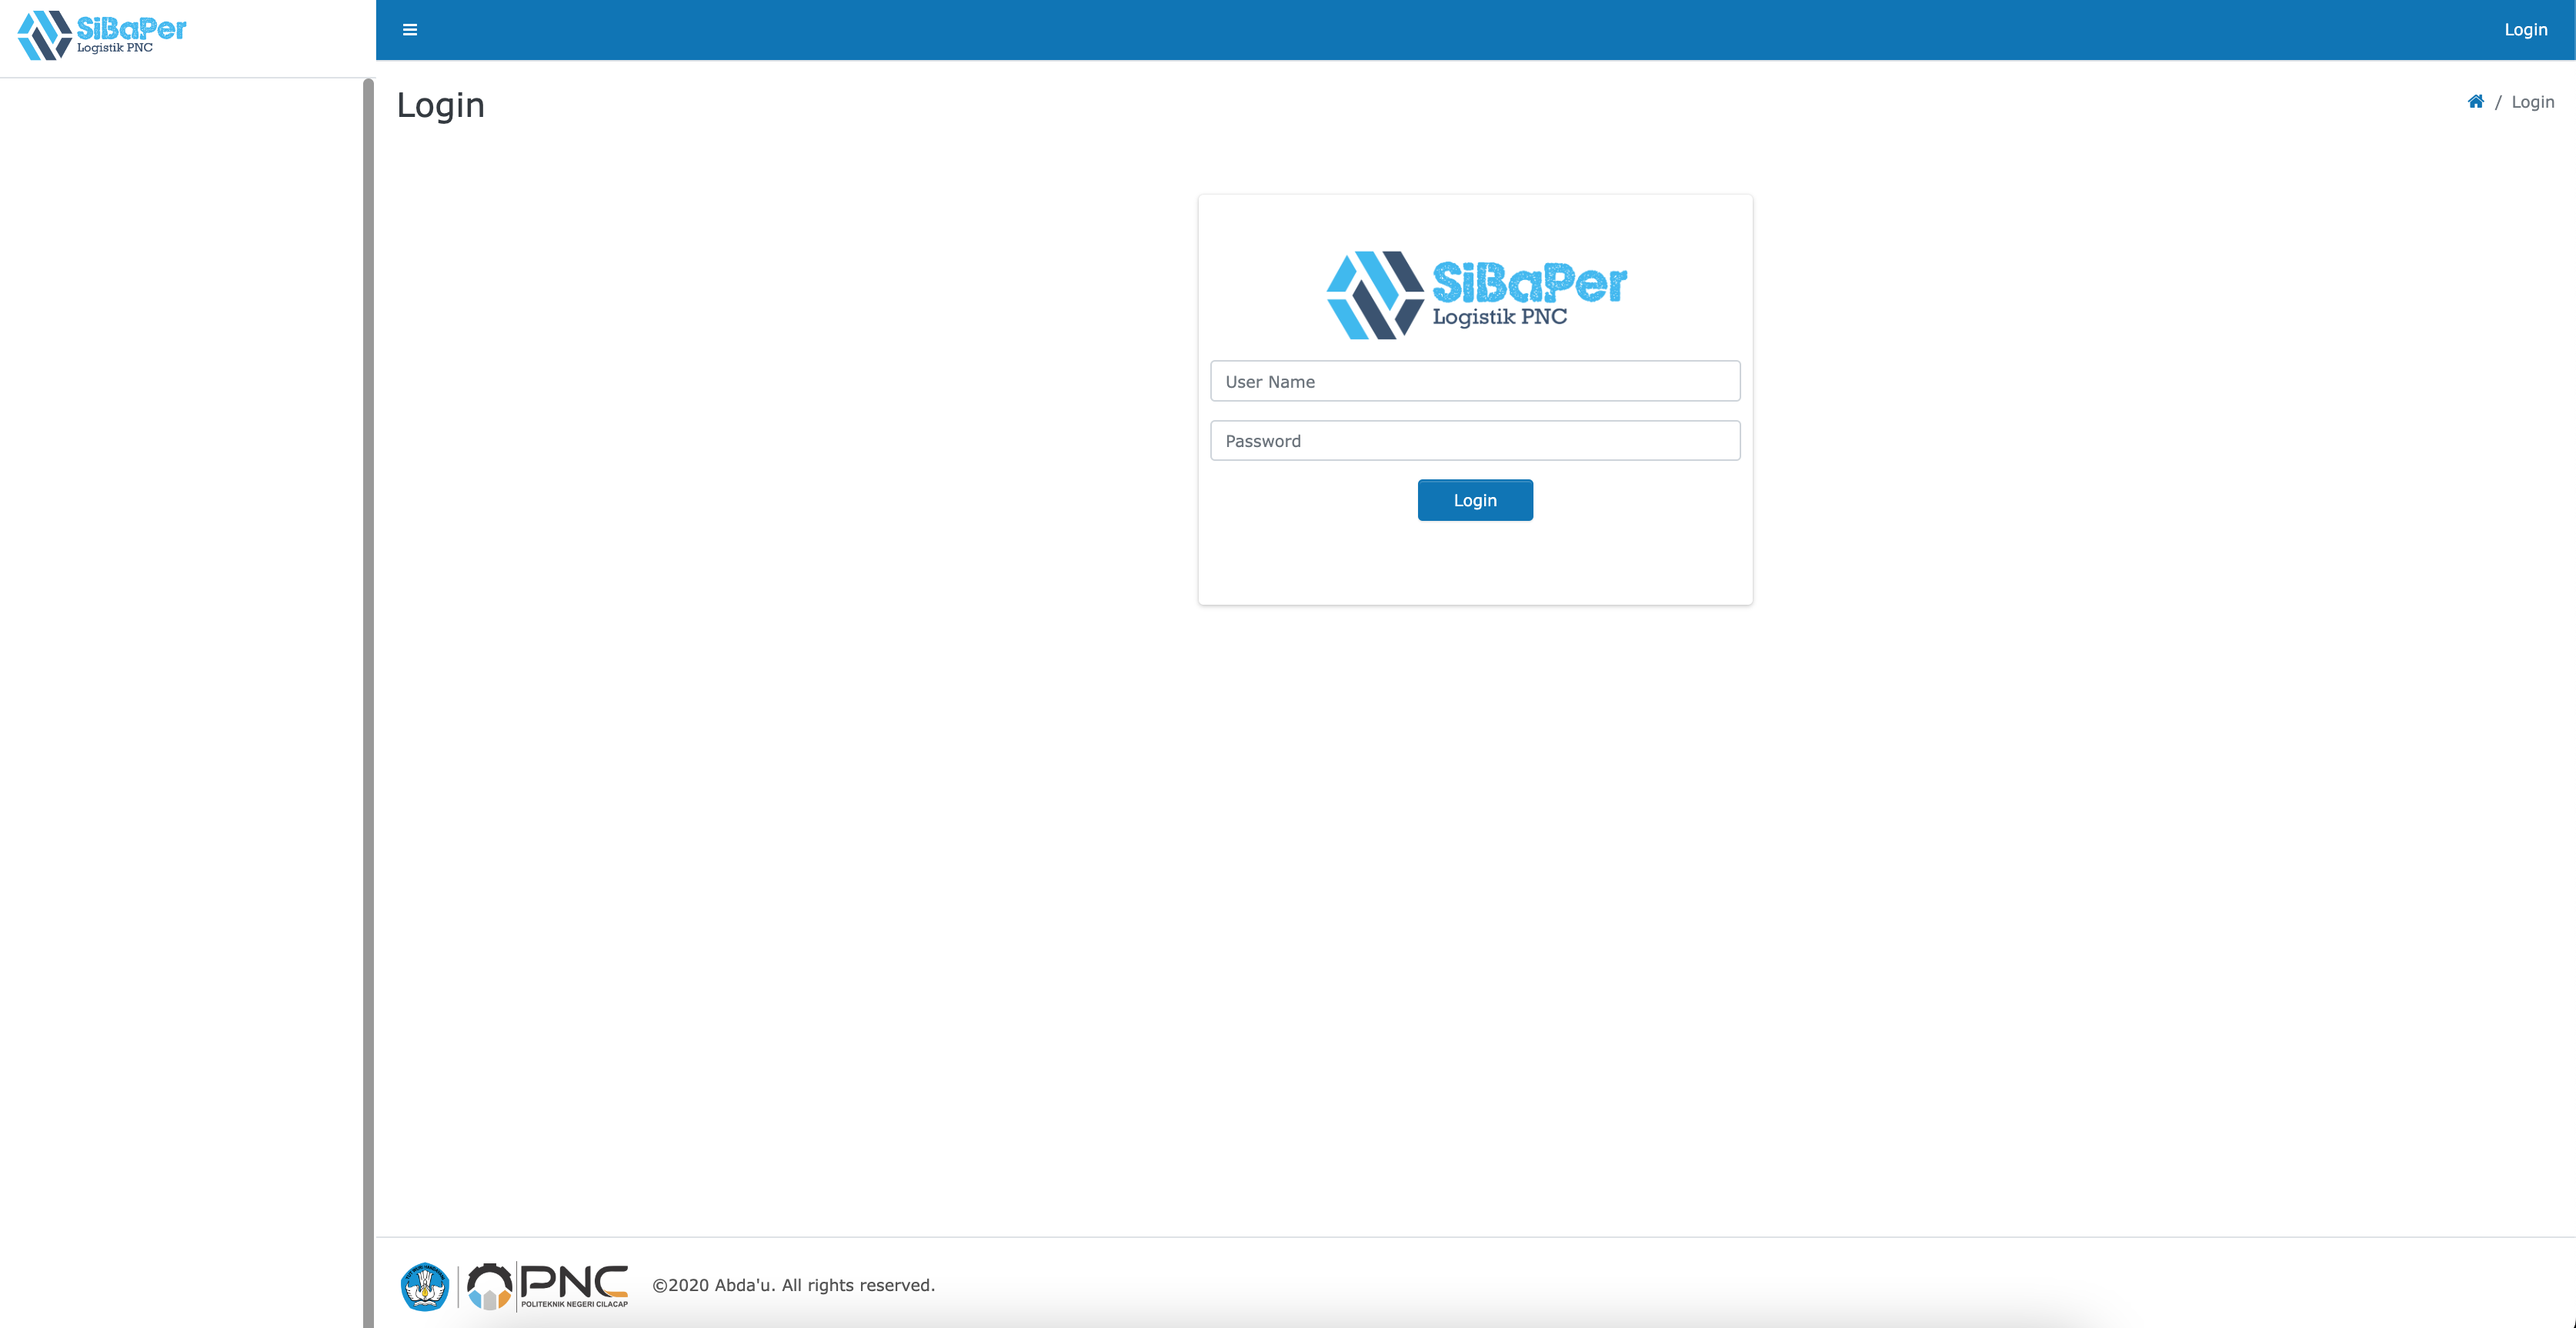 SiBaPer
Logistik PNC
Login
Login
/ Login
SiBaPer
Logistik PNC
User Name
Password
Login
PNC
POLITEKNIK NEGERI CILACAP
©2020 Abda'u. All rights reserved.